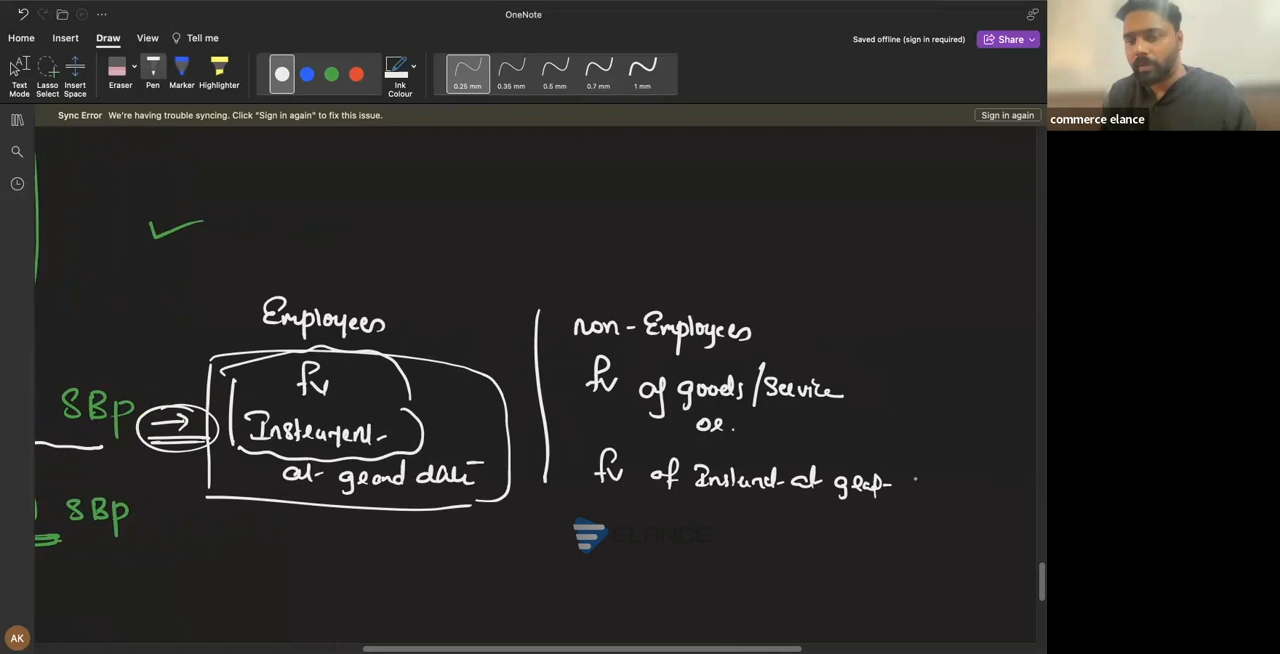 OneNote
Home Insert Draw View Tell me
Saved offline (sign in required)
Share
Text Mode
Lasso Select
Insert Space
Eraser
Pen
Marker
Highlighter
Ink Colour
0.25 mm
0.35 mm
0.5 mm
0.7 mm
1 mm
commerce elance
Sync Error We're having trouble syncing. Click "Sign in again" to fix this issue.
Sign in again
Employees
fv
Instrument
at grand date
SBp →
SBp
non-Employees
fv of goods/Service
or.
fv of at
ELANCE
AK